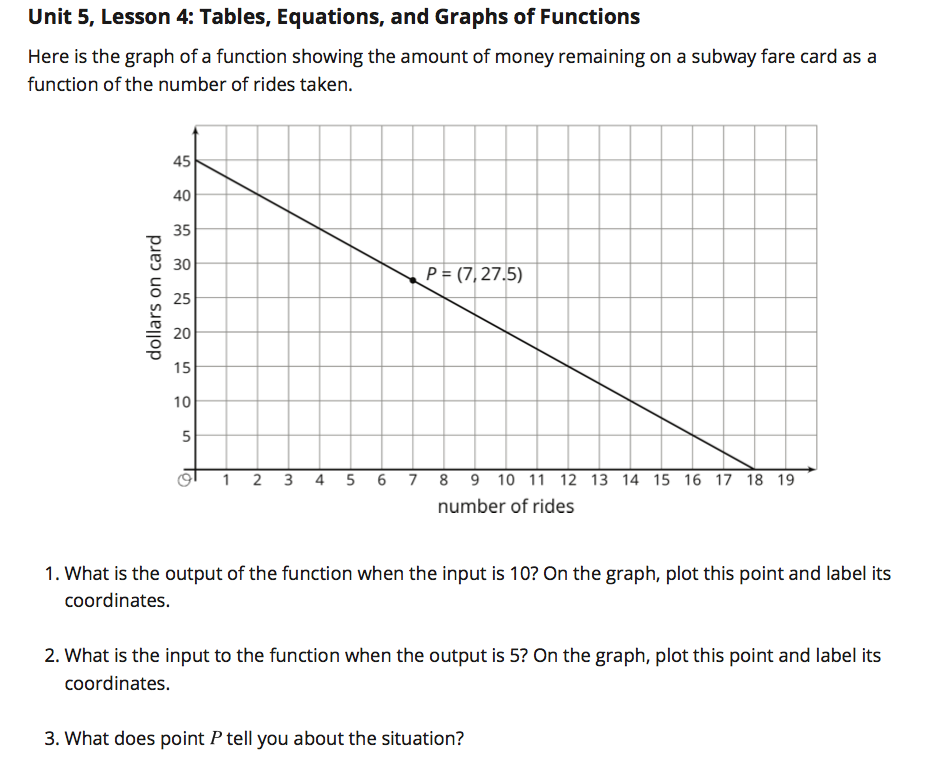 Unit 5, Lesson 4: Tables, Equations, and Graphs of Functions
Here is the graph of a function showing the amount of money remaining on a subway fare card as a
function of the number of rides taken.
45
40
35
30
25
20
15
10
5
dollars on card
P = (7, 27.5)
O 1 2 3 4 5 6 7 8 9 10 11 12 13 14 15 16 17 18 19
number of rides
1. What is the output of the function when the input is 10? On the graph, plot this point and label its
coordinates.
2. What is the input to the function when the output is 5? On the graph, plot this point and label its
coordinates.
3. What does point P tell you about the situation?